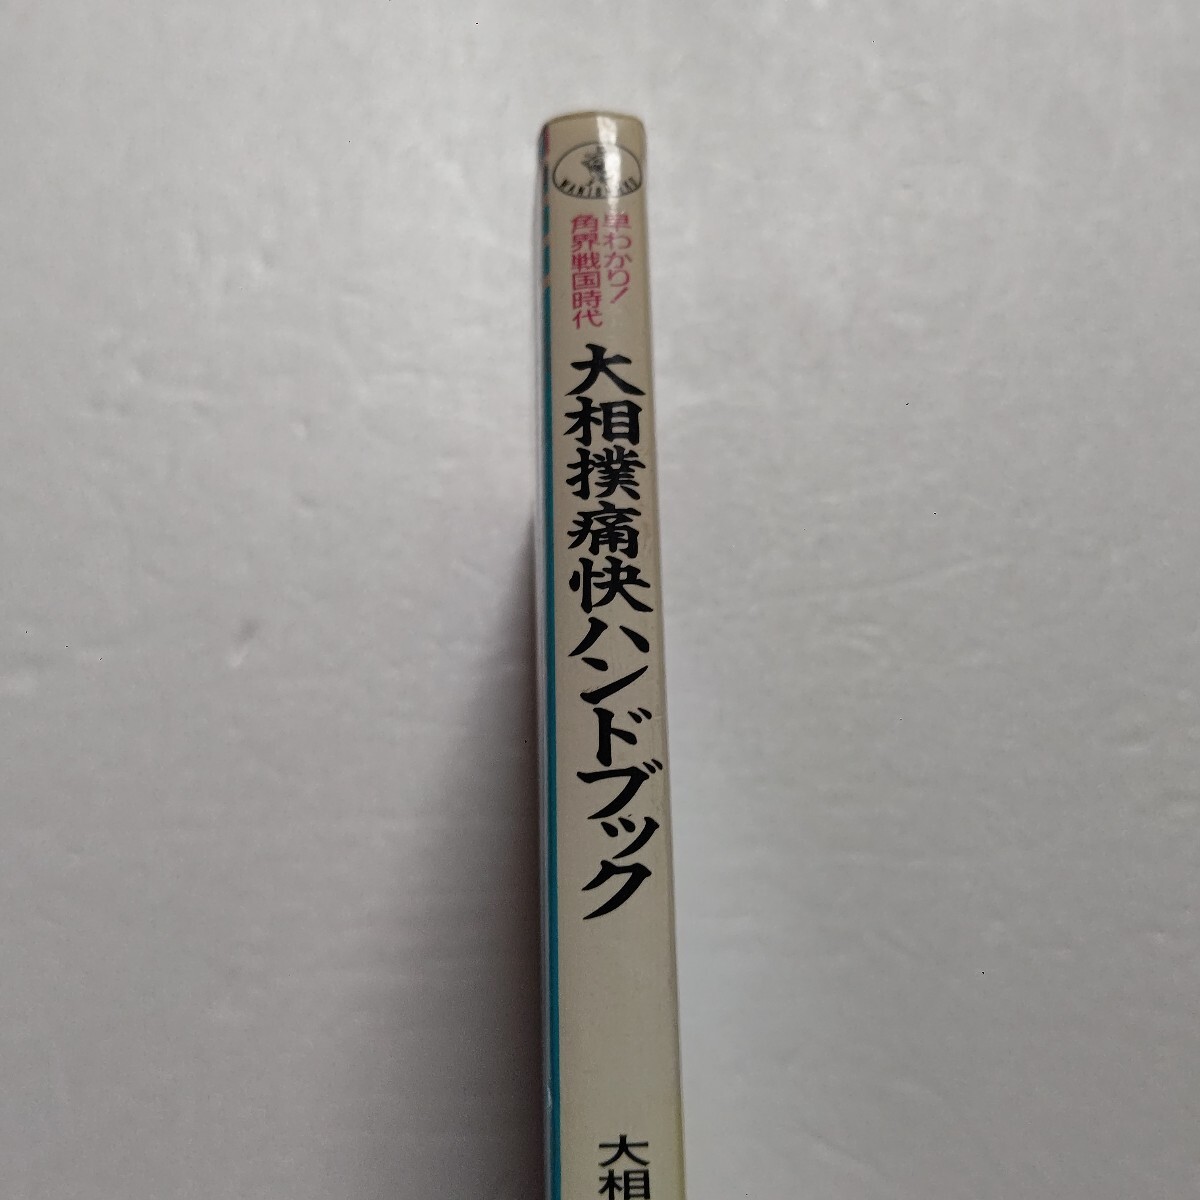 早わかり!
角界戦国時代
大相撲痛快ハンドブック
大相